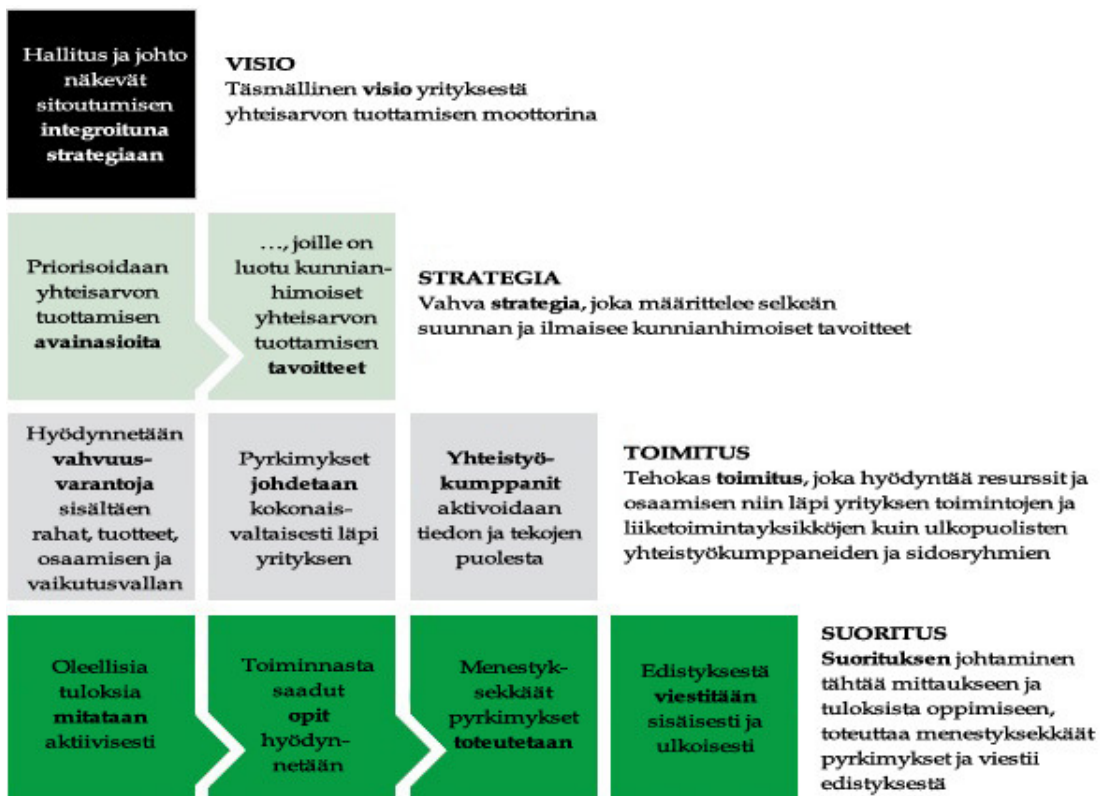 Hallitus ja johto
näkevät
sitoutumisen
integroituna
strategiaan
VISIO
Täsmällinen visio yrityksestä
yhteisarvon tuottamisen moottorina
Priorisoidaan
yhteisarvon
tuottamisen
avainasioita
…, joille on
luotu kunnian-
himoiset
yhteisarvon
tuottamisen
tavoitteet
STRATEGIA
Vahva strategia, joka määrittelee selkeän
suunnan ja ilmaisee kunnianhimoiset tavoitteet
Hyödynnetään
vahvuus-
varantoja
sisältäen
rahat, tuotteet,
osaamisen ja
vaikutusvallan
Pyrkimykset
johdetaan
kokonais-
valtaisesti läpi
yrityksen
Yhteistyö-
kumppanit
aktivoidaan
tiedon ja tekojen
puolesta
TOIMITUS
Tehokas toimitus, joka hyödyntää resurssit ja
osaamisen niin läpi yrityksen toimintojen ja
liiketoimintayksikköjen kuin ulkopuolisten
yhteistyökumppaneiden ja sidosryhmien
Oleellisia
tuloksia
mitataan
aktiivisesti
Toiminnasta
saadut
opit
hyödyn-
netään
Menestyk-
sekkäät
pyrkimykset
toteutetaan
Edistyksestä
viestitään
sisäisesti ja
ulkoisesti
SUORITUS
Suorituksen johtaminen
tähtää mittaukseen ja
tuloksista oppimiseen,
toteuttaa menestyksekkäät
pyrkimykset ja viestii
edistyksestä